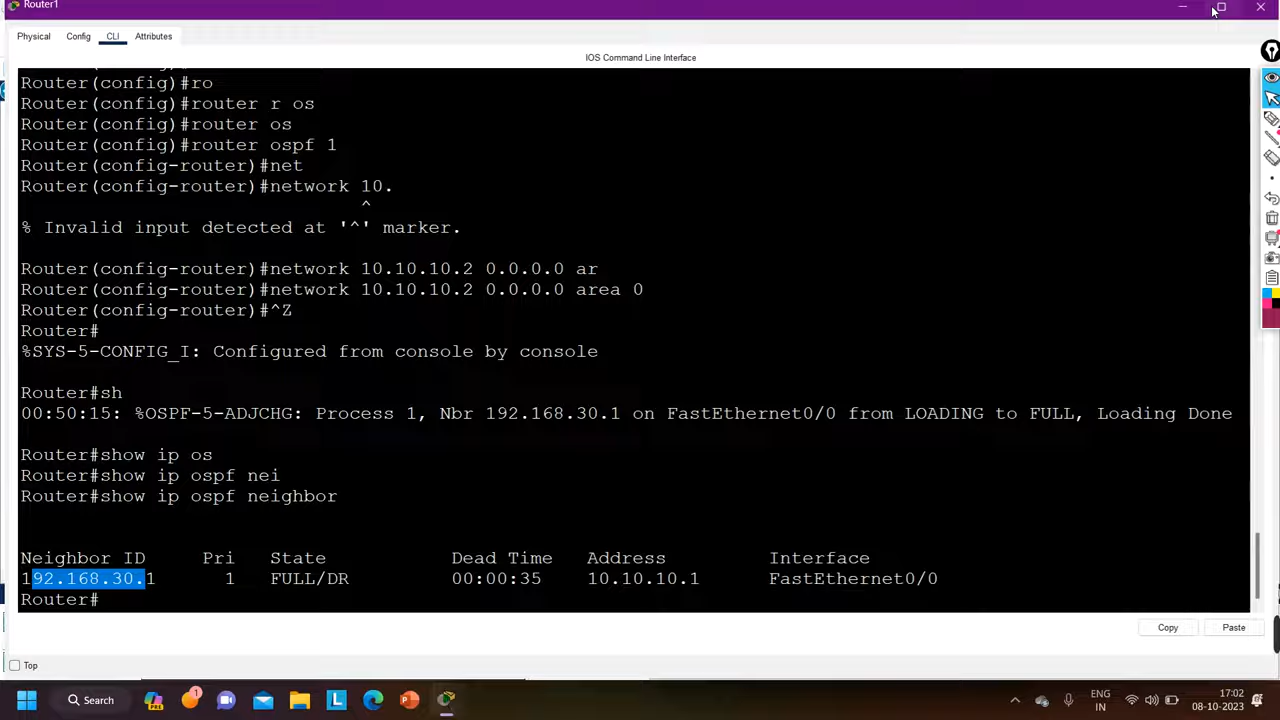 Router1
Physical Config CLI Attributes
IOS Command Line Interface
Router(config)#ro
Router(config)#router r os
Router(config)#router os
Router(config)#router ospf 1
Router(config-router)#net
Router(config-router)#network 10.
^
% Invalid input detected at '^' marker.
Router(config-router)#network 10.10.10.2 0.0.0.0 ar
Router(config-router)#network 10.10.10.2 0.0.0.0 area 0
Router(config-router)#^Z
Router#
%SYS-5-CONFIG_I: Configured from console by console
Router#sh
00:50:15: %OSPF-5-ADJCHG: Process 1, Nbr 192.168.30.1 on FastEthernet0/0 from LOADING to FULL, Loading Done
Router#show ip os
Router#show ip ospf nei
Router#show ip ospf neighbor
Neighbor ID Pri State Dead Time Address Interface
192.168.30.1 1 FULL/DR 00:00:35 10.10.10.1 FastEthernet0/0
Router#
Copy Paste
Top
Search
PRE
1
L
ENG
IN
17:02
08-10-2023